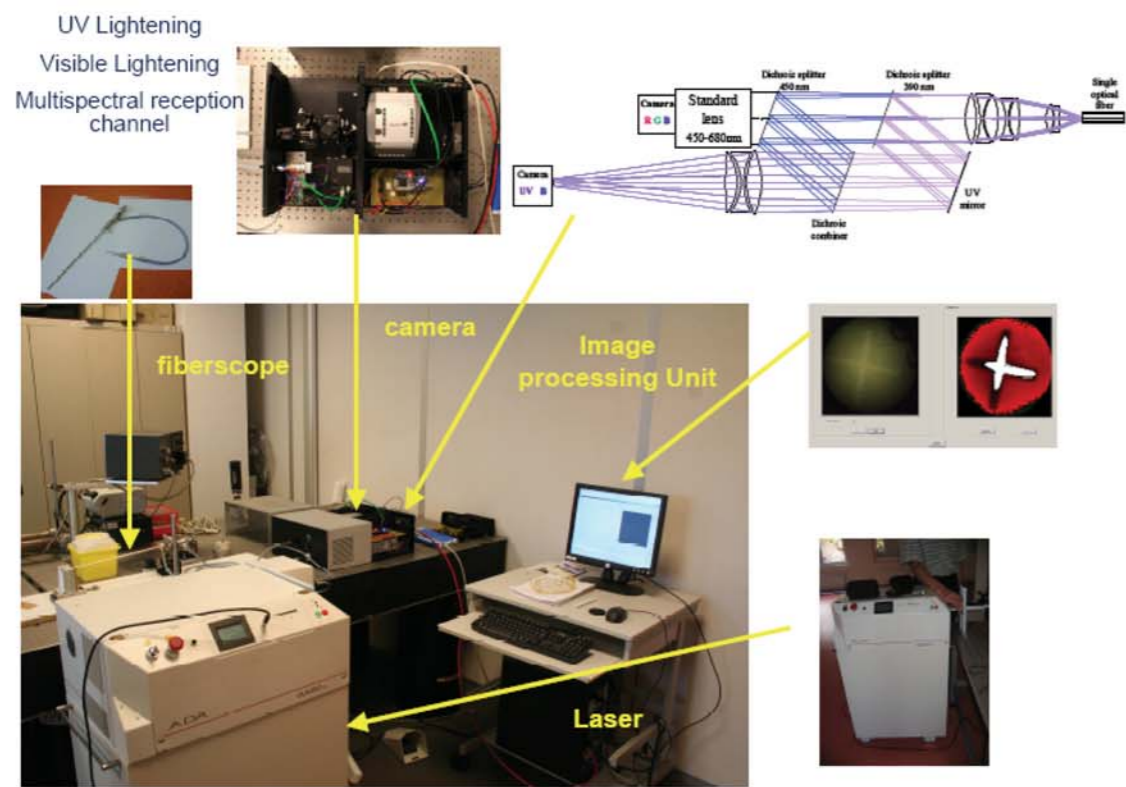 UV Lightening
Visible Lightening
Multispectral reception
channel
Dichroic splitter
450 nm
Dichroic splitter
390 nm
Single
optical
fiber
Camera
RGB
Standard
lens
450-680nm
Camera
UV B
UV
mirror
Dichroic
combiner
fiberscope
camera
Image
processing Unit
Laser